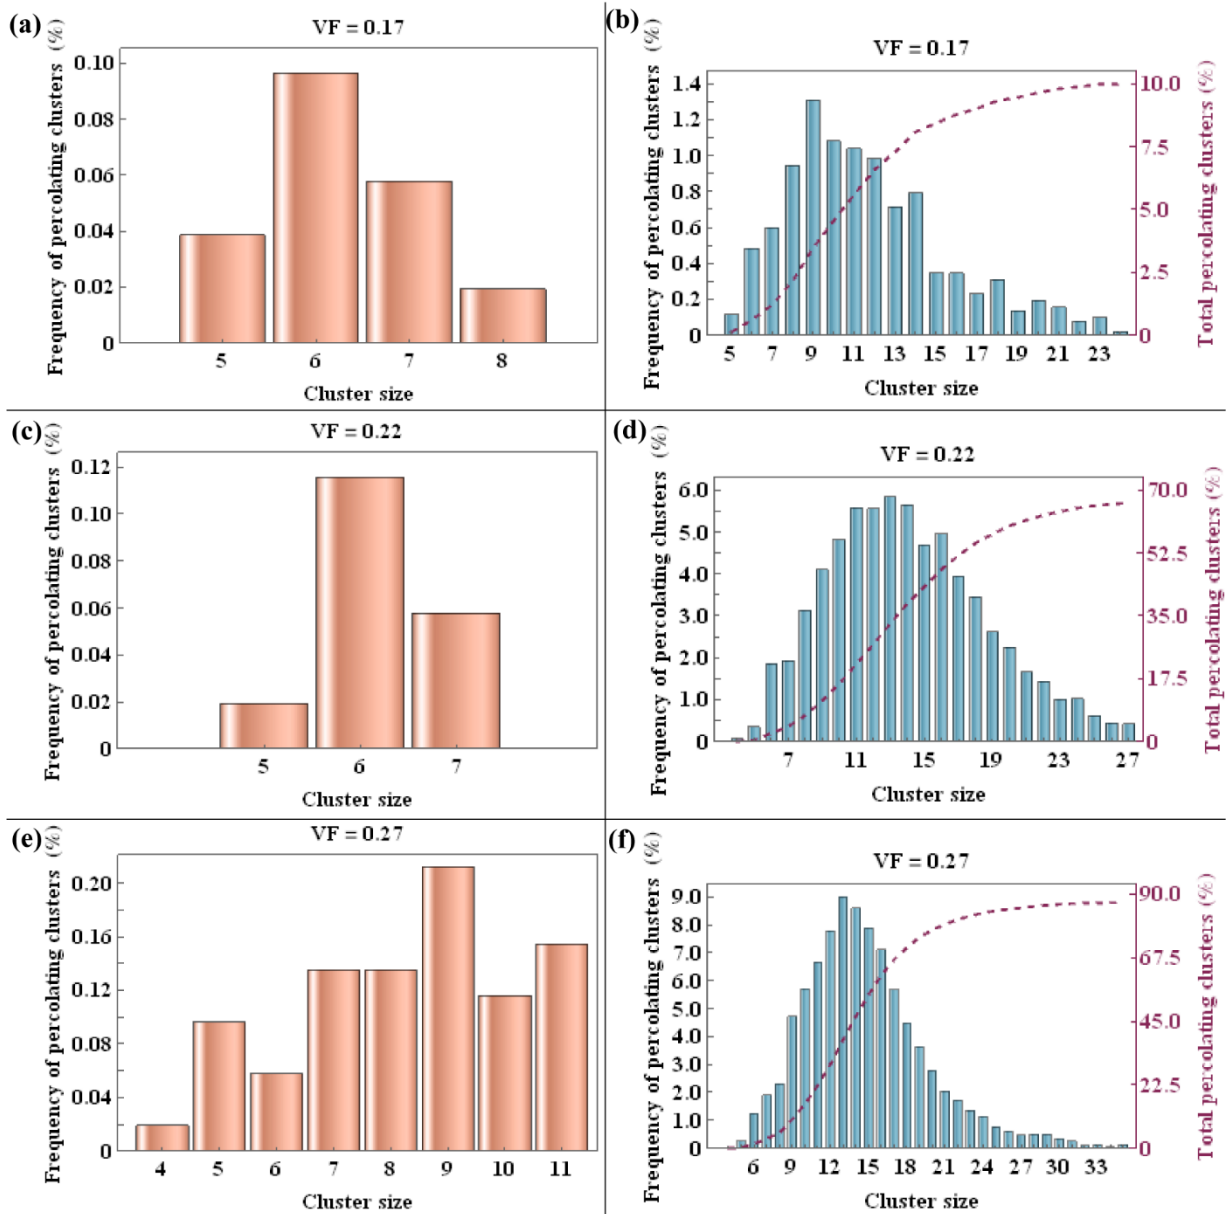 (a)
VF = 0.17
Frequency of percolating clusters (%)
0.10
0.08
0.06
0.04
0.02
0
5 6 7 8
Cluster size
(b)
VF = 0.17
Frequency of percolating clusters (%)
1.4
1.2
1.0
0.8
0.6
0.4
0.2
0
5 7 9 11 13 15 17 19 21 23
Cluster size
10.0
7.5
5.0
2.5
0
Total percolating clusters (%)
(c)
VF = 0.22
Frequency of percolating clusters (%)
0.12
0.10
0.08
0.06
0.04
0.02
0
5 6 7
Cluster size
(d)
VF = 0.22
Frequency of percolating clusters (%)
6.0
5.0
4.0
3.0
2.0
1.0
0
7 11 15 19 23 27
Cluster size
70.0
52.5
35.0
17.5
0
Total percolating clusters (%)
(e)
VF = 0.27
Frequency of percolating clusters (%)
0.20
0.16
0.12
0.08
0.04
0
4 5 6 7 8 9 10 11
Cluster size
(f)
VF = 0.27
Frequency of percolating clusters (%)
9.0
8.0
7.0
6.0
5.0
4.0
3.0
2.0
1.0
0
6 9 12 15 18 21 24 27 30 33
Cluster size
90.0
67.5
45.0
22.5
0
Total percolating clusters (%)